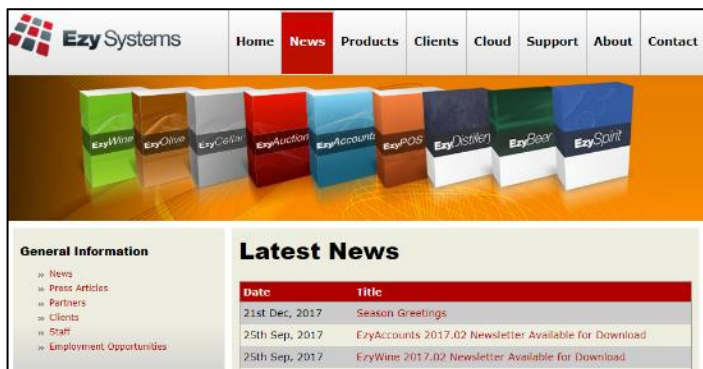 Ezy Systems
Home News Products Clients Cloud Support About Contact
EzyWine EzyOlive EzyCellar EzyAuction EzyAccounts EzyPOS EzyDistillery EzyBeer EzySpirit
General Information
» News
» Press Articles
» Partners
» Clients
» Staff
» Employment Opportunities
Latest News
Date Title
21st Dec, 2017 Season Greetings
25th Sep, 2017 EzyAccounts 2017.02 Newsletter Available for Download
25th Sep, 2017 EzyWine 2017.02 Newsletter Available for Download